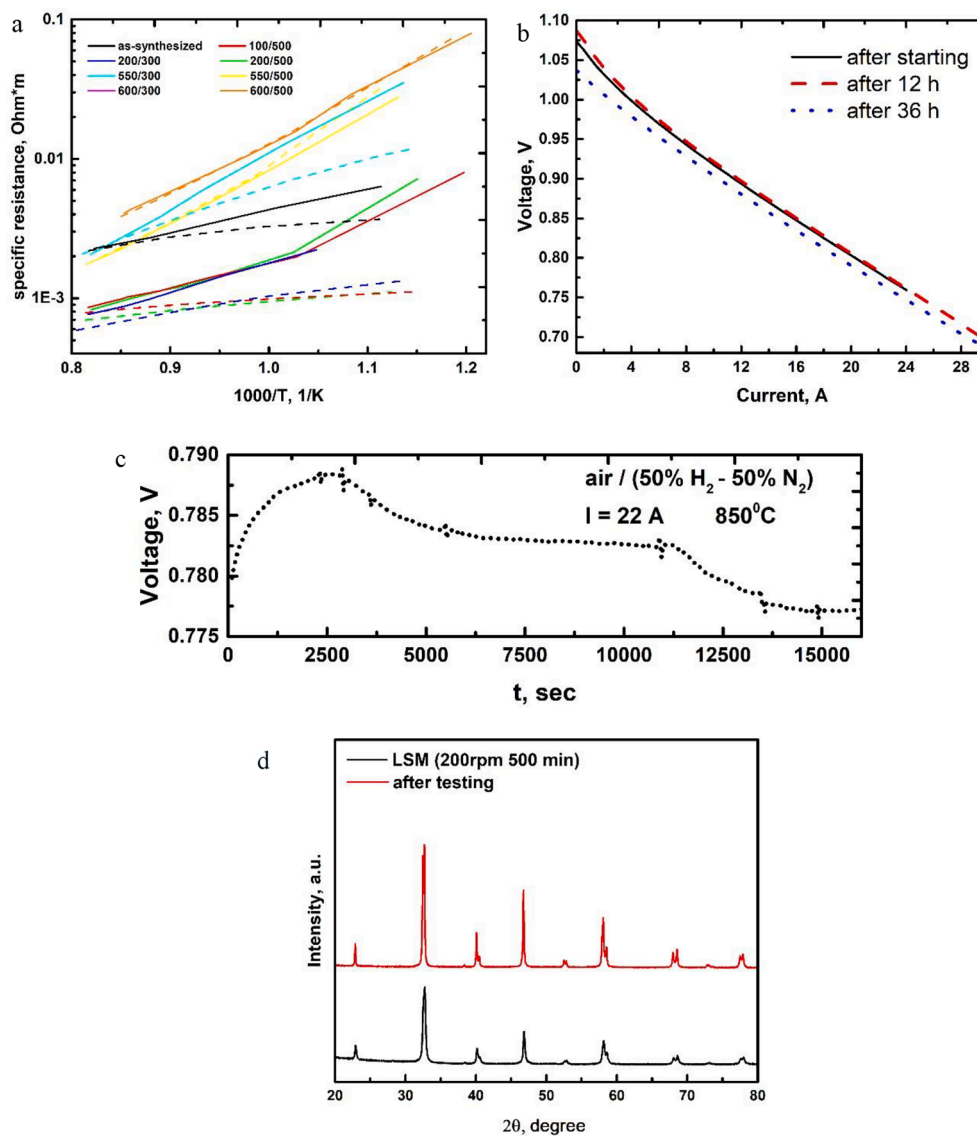 a
as-synthesized
100/500
200/300
200/500
550/300
550/500
600/300
600/500
specific resistance, Ohm*m
0.1
0.01
1E-3
0.8 0.9 1.0 1.1 1.2
1000/T, 1/K
b
after starting
after 12 h
after 36 h
Voltage, V
1.10
1.05
1.00
0.95
0.90
0.85
0.80
0.75
0.70
0 4 8 12 16 20 24 28
Current, A
c
air / (50% H₂ - 50% N₂)
I = 22 A 850⁰C
Voltage, V
0.790
0.785
0.780
0.775
0 2500 5000 7500 10000 12500 15000
t, sec
d
LSM (200rpm 500 min)
after testing
Intensity, a.u.
20 30 40 50 60 70 80
2θ, degree